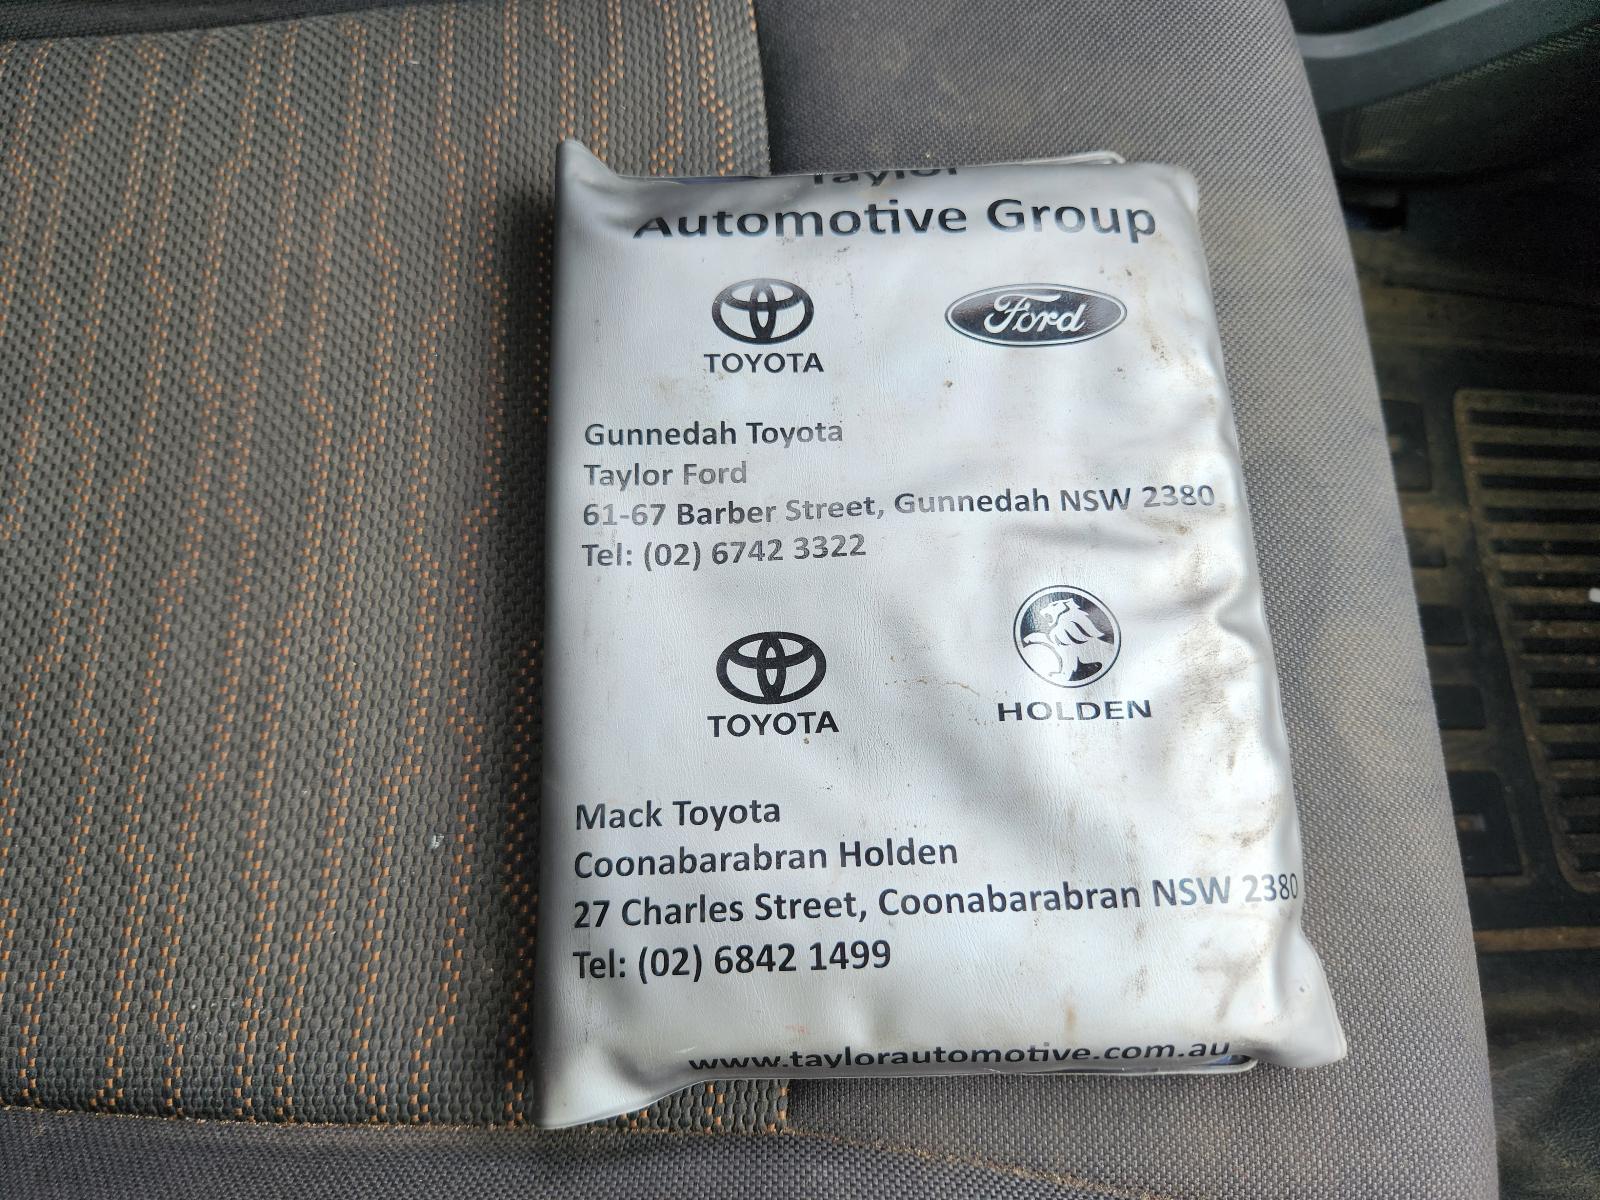 Taylor
Automotive Group
TOYOTA
Ford
Gunnedah Toyota
Taylor Ford
61-67 Barber Street, Gunnedah NSW 2380
Tel: (02) 6742 3322
TOYOTA
HOLDEN
Mack Toyota
Coonabarabran Holden
27 Charles Street, Coonabarabran NSW 2380
Tel: (02) 6842 1499
www.taylorautomotive.com.au